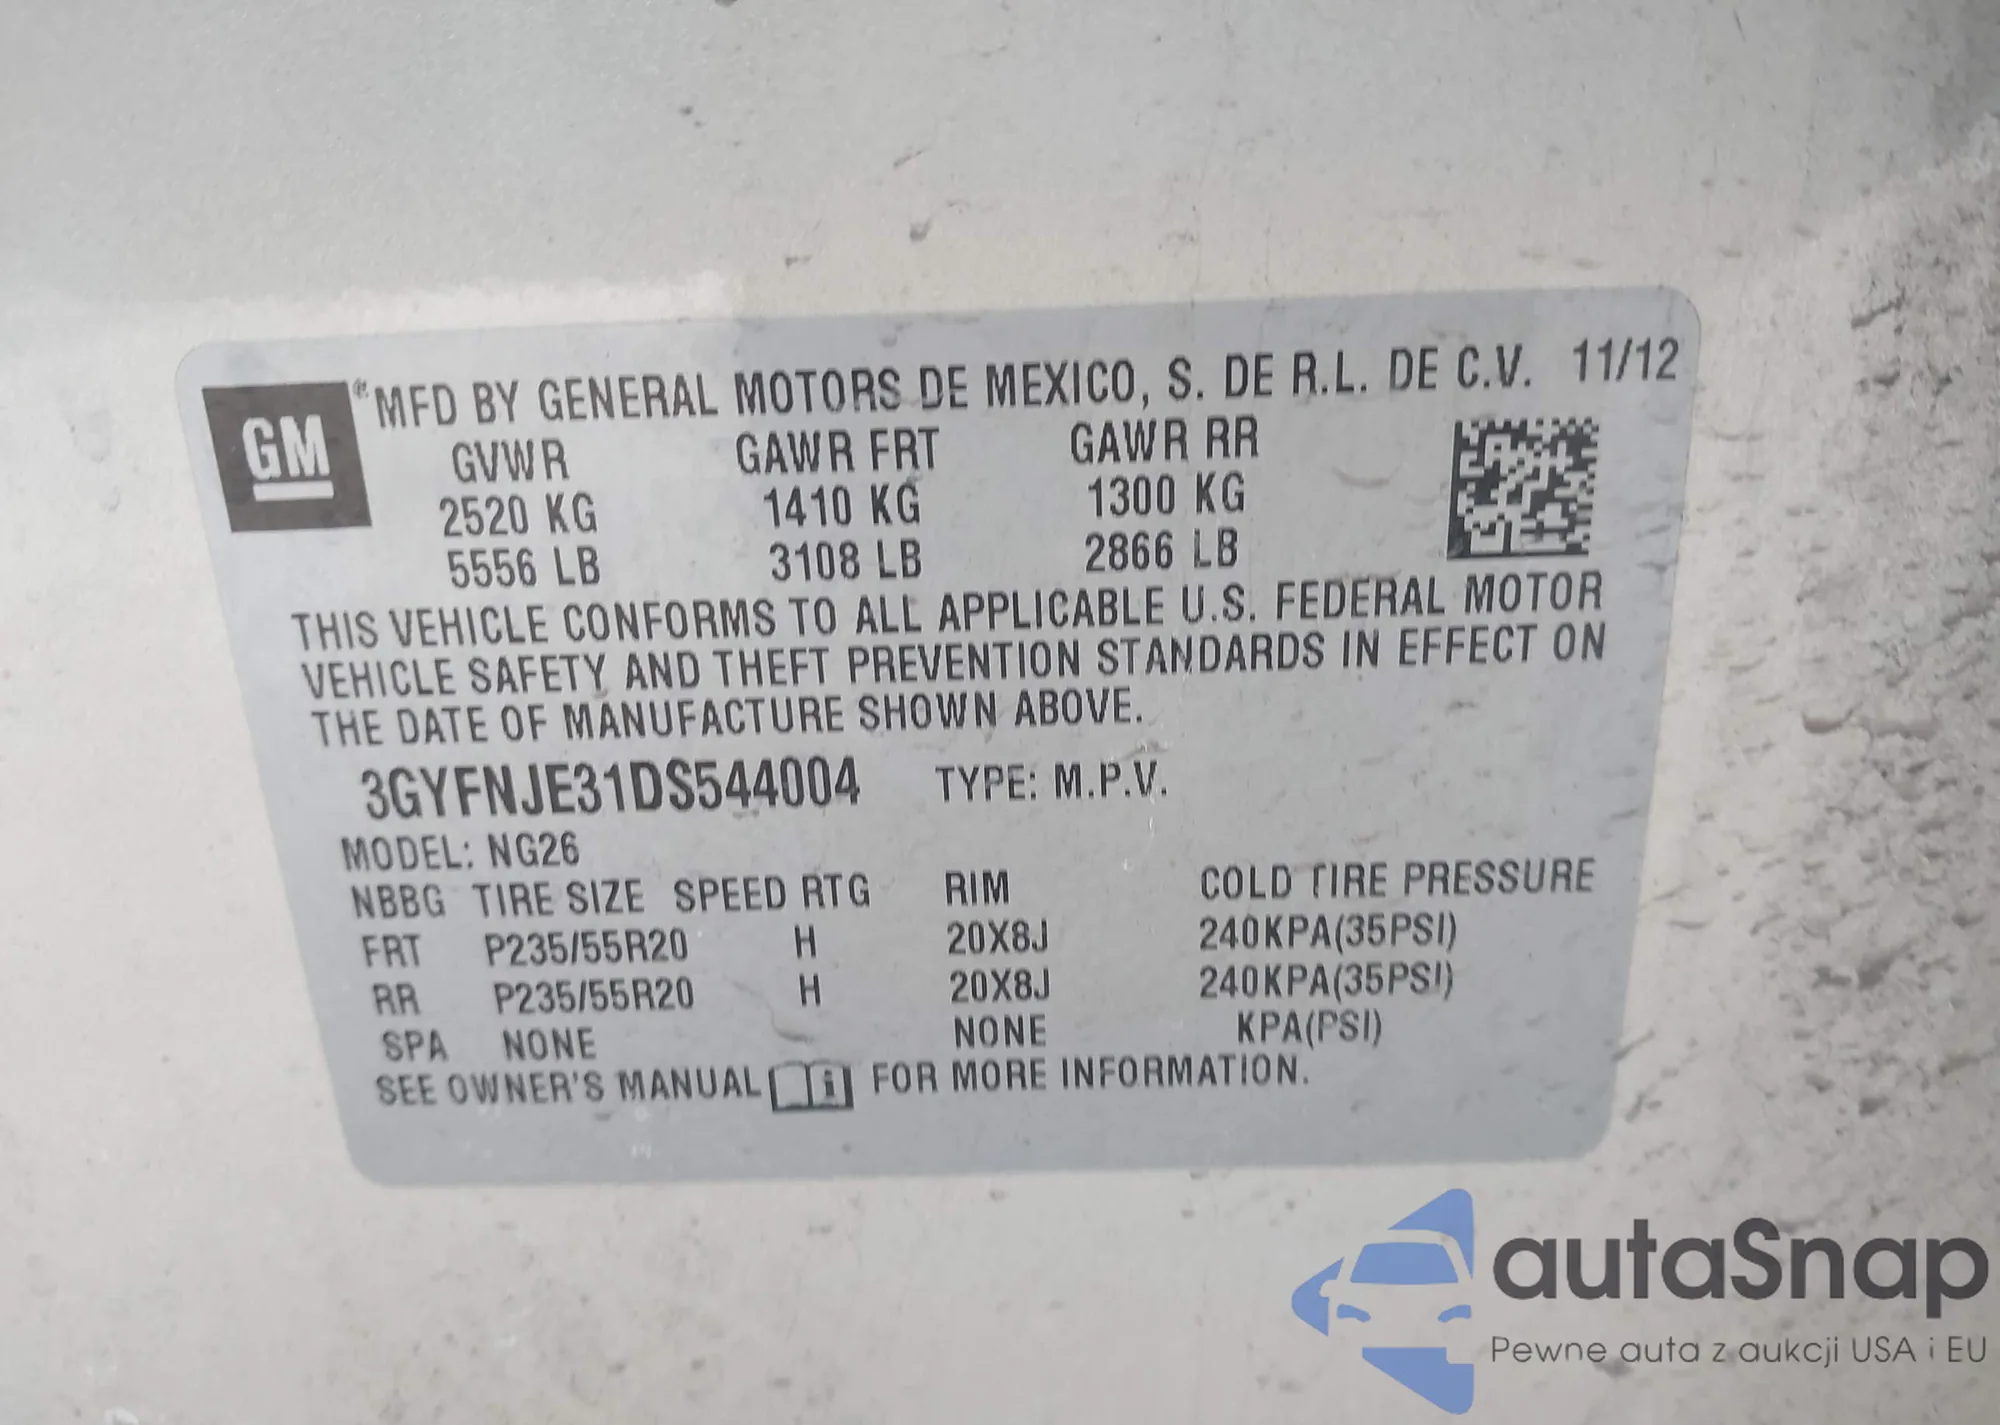 GM ® MFD BY GENERAL MOTORS DE MEXICO, S. DE R.L. DE C.V. 11/12
GVWR GAWR FRT GAWR RR
2520 KG 1410 KG 1300 KG
5556 LB 3108 LB 2866 LB
THIS VEHICLE CONFORMS TO ALL APPLICABLE U.S. FEDERAL MOTOR
VEHICLE SAFETY AND THEFT PREVENTION STANDARDS IN EFFECT ON
THE DATE OF MANUFACTURE SHOWN ABOVE.
3GYFNJE31DS544004 TYPE: M.P.V.
MODEL: NG26
NBBG TIRE SIZE SPEED RTG RIM COLD TIRE PRESSURE
FRT P235/55R20 H 20X8J 240KPA(35PSI)
RR P235/55R20 H 20X8J 240KPA(35PSI)
SPA NONE NONE KPA(PSI)
SEE OWNER'S MANUAL i FOR MORE INFORMATION.
autaSnap
Pewne auta z aukcji USA i EU